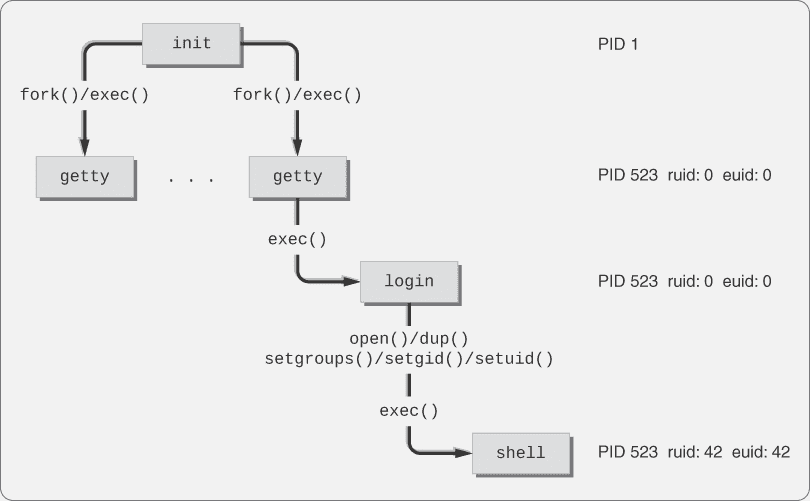 init PID 1
fork()/exec() fork()/exec()
getty . . . getty PID 523 ruid: 0 euid: 0
exec()
login PID 523 ruid: 0 euid: 0
open()/dup()
setgroups()/setgid()/setuid()
exec()
shell PID 523 ruid: 42 euid: 42